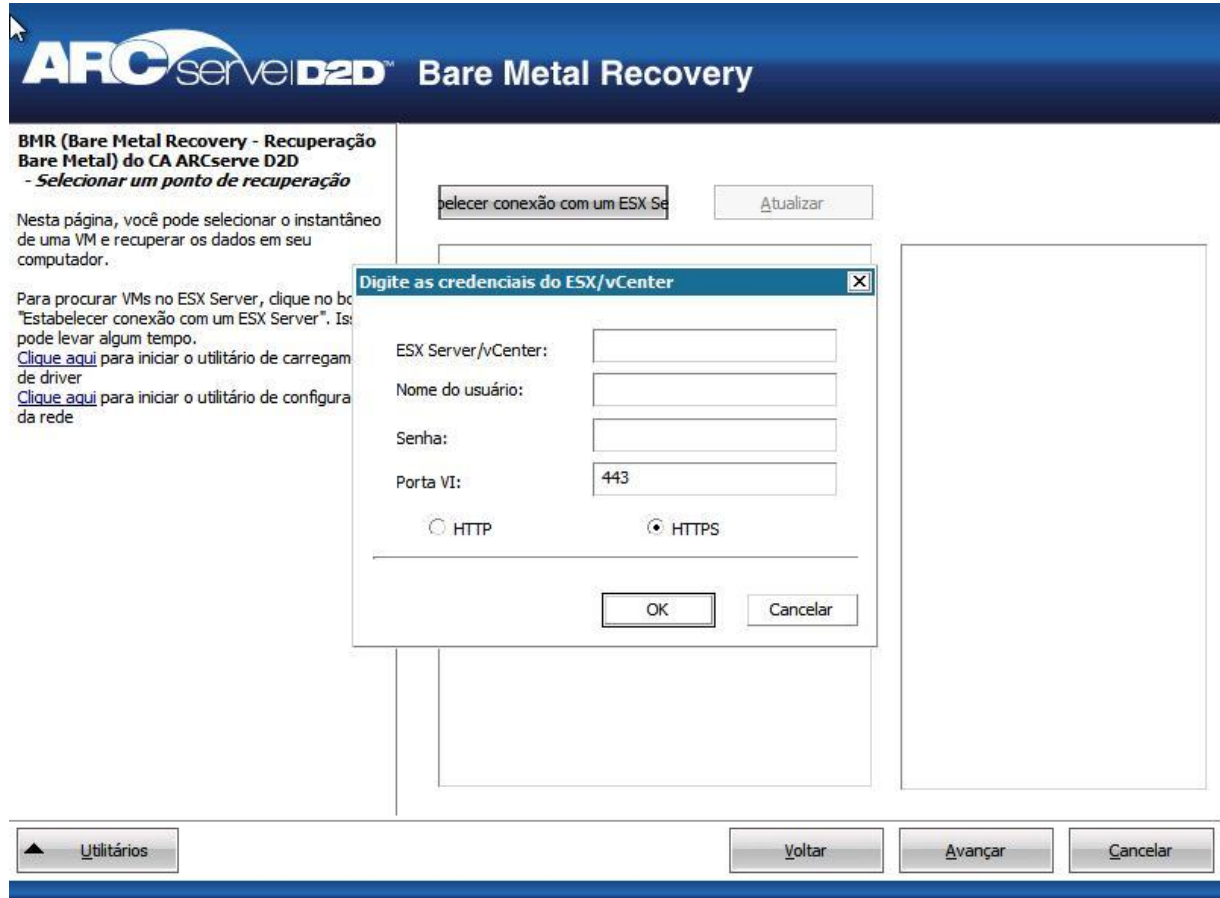 ARCserve D2D™ Bare Metal Recovery
BMR (Bare Metal Recovery - Recuperação
Bare Metal) do CA ARCserve D2D
- Selecionar um ponto de recuperação
Nesta página, você pode selecionar o instantâneo
de uma VM e recuperar os dados em seu
computador.
Para procurar VMs no ESX Server, clique no bo
"Estabelecer conexão com um ESX Server". Is
pode levar algum tempo.
Clique aqui para iniciar o utilitário de carregam
de driver
Clique aqui para iniciar o utilitário de configura
da rede
belecer conexão com um ESX Se
Atualizar
Digite as credenciais do ESX/vCenter
ESX Server/vCenter:
Nome do usuário:
Senha:
Porta VI: 443
HTTP HTTPS
OK Cancelar
Utilitários Voltar Avançar Cancelar